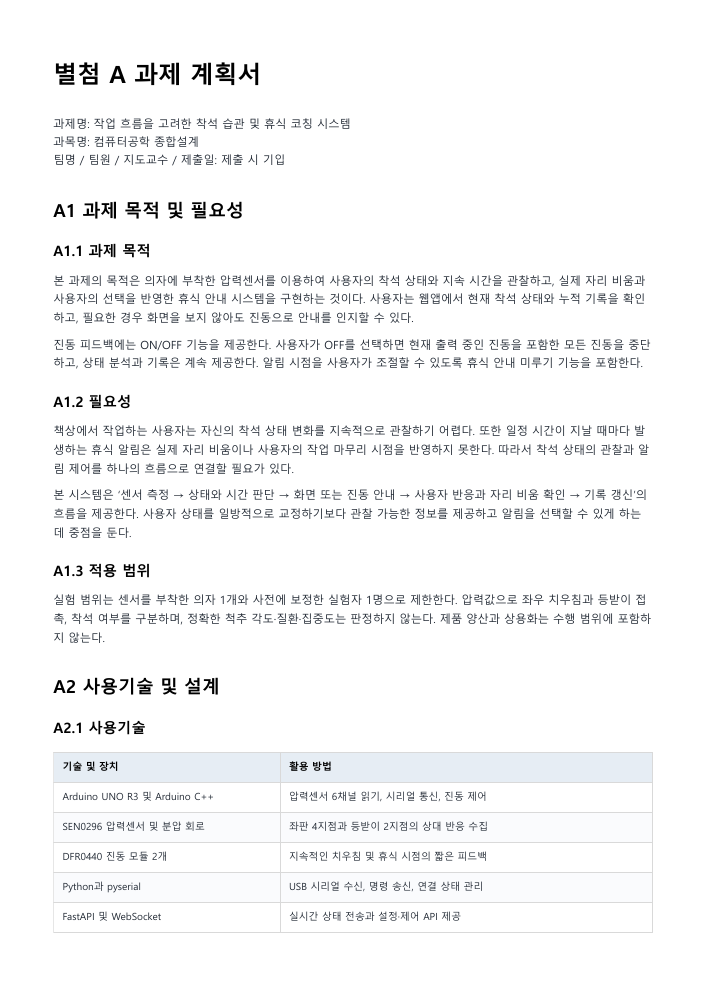 별첨 A 과제 계획서
과제명: 작업 흐름을 고려한 착석 습관 및 휴식 코칭 시스템
과목명: 컴퓨터공학 종합설계
팀명 / 팀원 / 지도교수 / 제출일: 제출 시 기입
A1 과제 목적 및 필요성
A1.1 과제 목적
본 과제의 목적은 의자에 부착한 압력센서를 이용하여 사용자의 착석 상태와 지속 시간을 관찰하고, 실제 자리 비움과
사용자의 선택을 반영한 휴식 안내 시스템을 구현하는 것이다. 사용자는 웹앱에서 현재 착석 상태와 누적 기록을 확인
하고, 필요한 경우 화면을 보지 않아도 진동으로 안내를 인지할 수 있다.
진동 피드백에는 ON/OFF 기능을 제공한다. 사용자가 OFF를 선택하면 현재 출력 중인 진동을 포함한 모든 진동을 중단
하고, 상태 분석과 기록은 계속 제공한다. 알림 시점을 사용자가 조절할 수 있도록 휴식 안내 미루기 기능을 포함한다.
A1.2 필요성
책상에서 작업하는 사용자는 자신의 착석 상태 변화를 지속적으로 관찰하기 어렵다. 또한 일정 시간이 지날 때마다 발
생하는 휴식 알림은 실제 자리 비움이나 사용자의 작업 마무리 시점을 반영하지 못한다. 따라서 착석 상태의 관찰과 알
림 제어를 하나의 흐름으로 연결할 필요가 있다.
본 시스템은 ‘센서 측정 → 상태와 시간 판단 → 화면 또는 진동 안내 → 사용자 반응과 자리 비움 확인 → 기록 갱신’의
흐름을 제공한다. 사용자 상태를 일방적으로 교정하기보다 관찰 가능한 정보를 제공하고 알림을 선택할 수 있게 하는
데 중점을 둔다.
A1.3 적용 범위
실험 범위는 센서를 부착한 의자 1개와 사전에 보정한 실험자 1명으로 제한한다. 압력값으로 좌우 치우침과 등받이 접
촉, 착석 여부를 구분하며, 정확한 척추 각도·질환·집중도는 판정하지 않는다. 제품 양산과 상용화는 수행 범위에 포함하
지 않는다.
A2 사용기술 및 설계
A2.1 사용기술
기술 및 장치 활용 방법
Arduino UNO R3 및 Arduino C++ 압력센서 6채널 읽기, 시리얼 통신, 진동 제어
SEN0296 압력센서 및 분압 회로 좌판 4지점과 등받이 2지점의 상대 반응 수집
DFR0440 진동 모듈 2개 지속적인 치우침 및 휴식 시점의 짧은 피드백
Python과 pyserial USB 시리얼 수신, 명령 송신, 연결 상태 관리
FastAPI 및 WebSocket 실시간 상태 전송과 설정·제어 API 제공